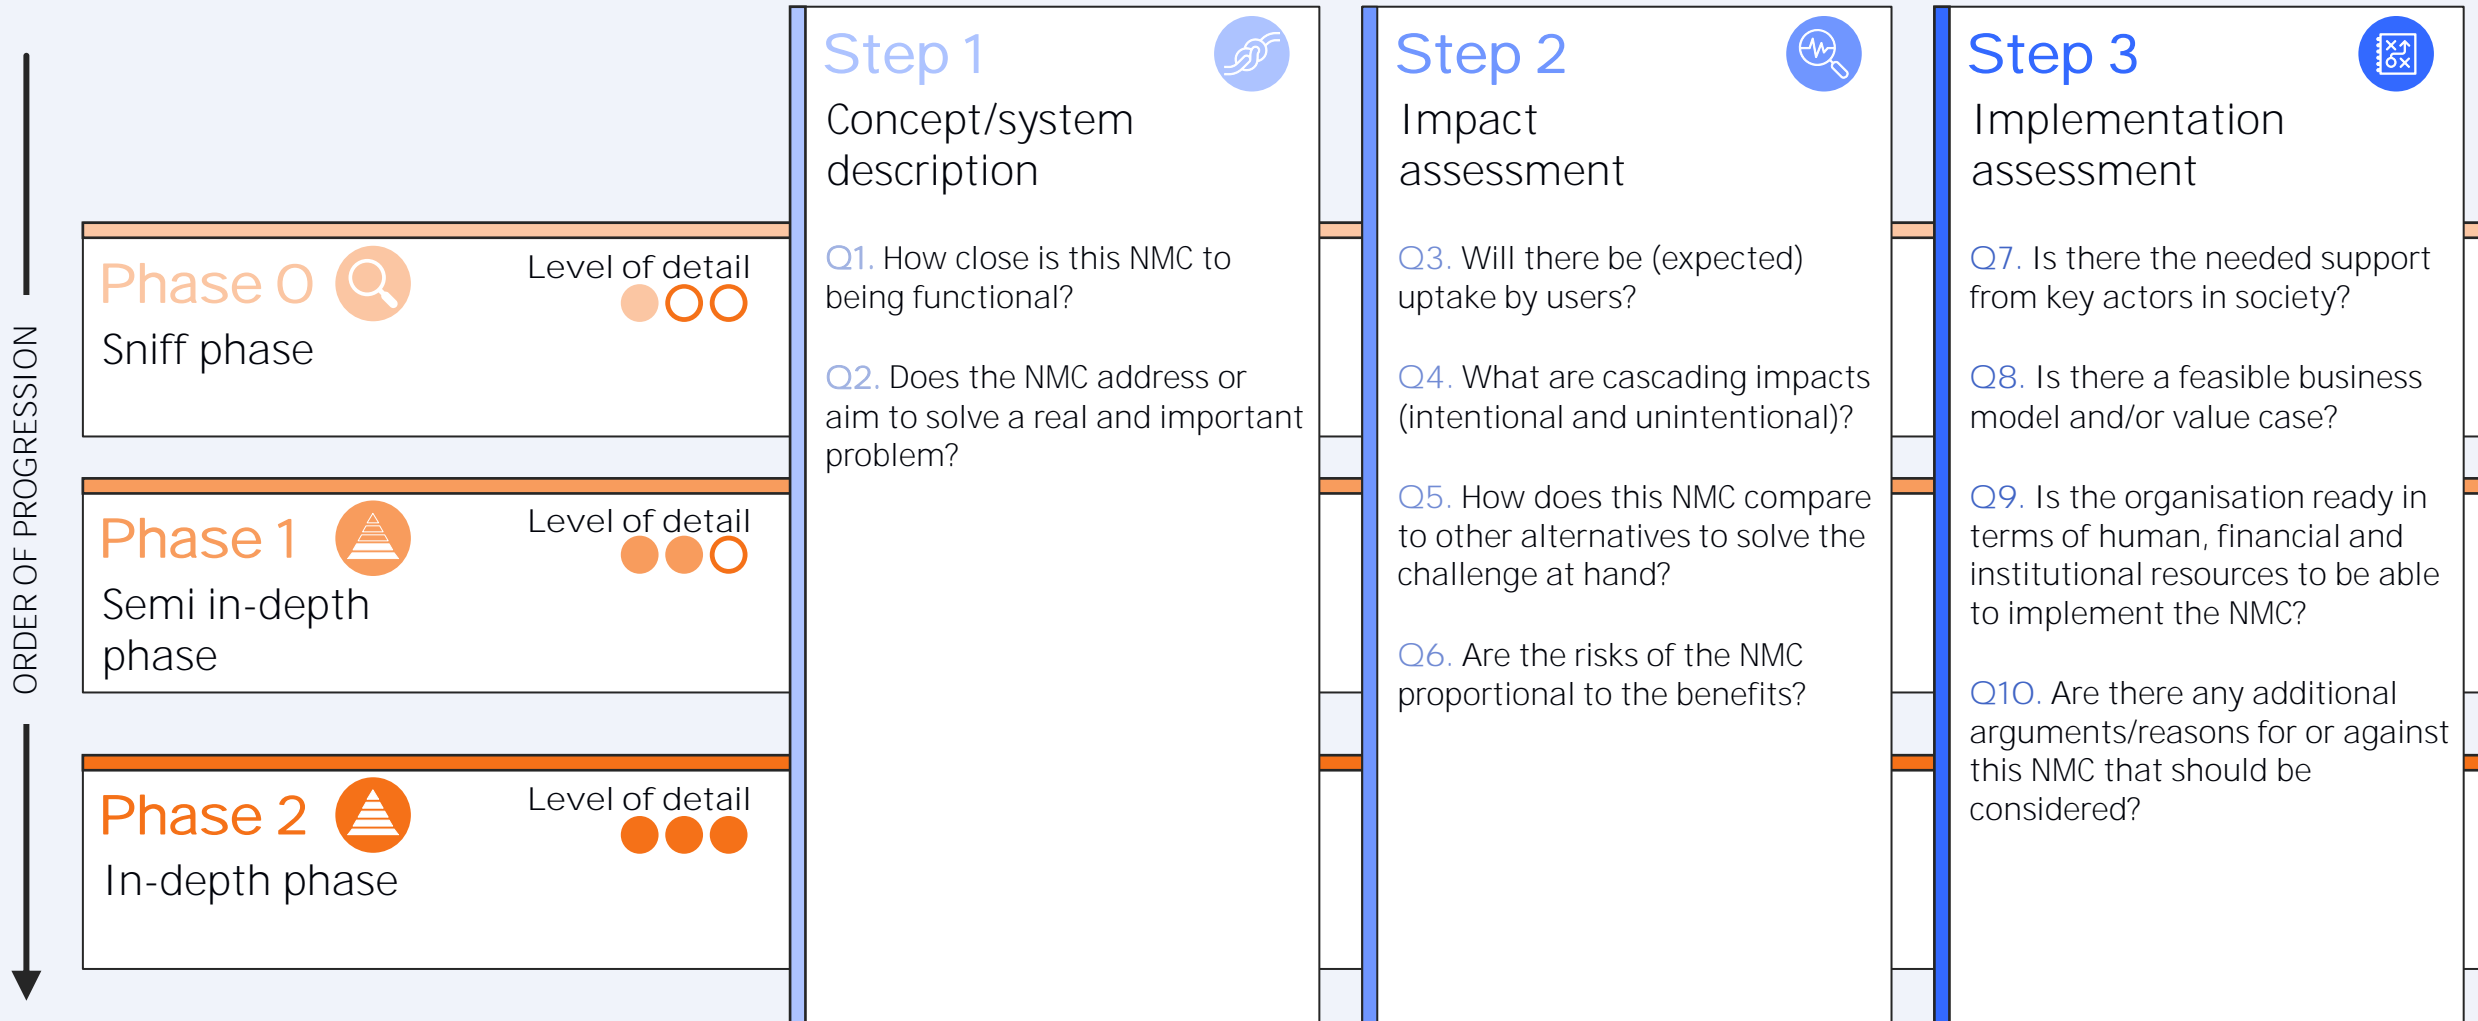 ORDER OF PROGRESSION
Phase 0
Level of detail
Sniff phase
Phase 1
Level of detail
Semi in-depth
phase
Phase 2
Level of detail
In-depth phase
Step 1
Concept/system
description
Q1. How close is this NMC to
being functional?
Q2. Does the NMC address or
aim to solve a real and important
problem?
Step 2
Impact
assessment
Q3. Will there be (expected)
uptake by users?
Q4. What are cascading impacts
(intentional and unintentional)?
Q5. How does this NMC compare
to other alternatives to solve the
challenge at hand?
Q6. Are the risks of the NMC
proportional to the benefits?
Step 3
Implementation
assessment
Q7. Is there the needed support
from key actors in society?
Q8. Is there a feasible business
model and/or value case?
Q9. Is the organisation ready in
terms of human, financial and
institutional resources to be able
to implement the NMC?
Q10. Are there any additional
arguments/reasons for or against
this NMC that should be
considered?